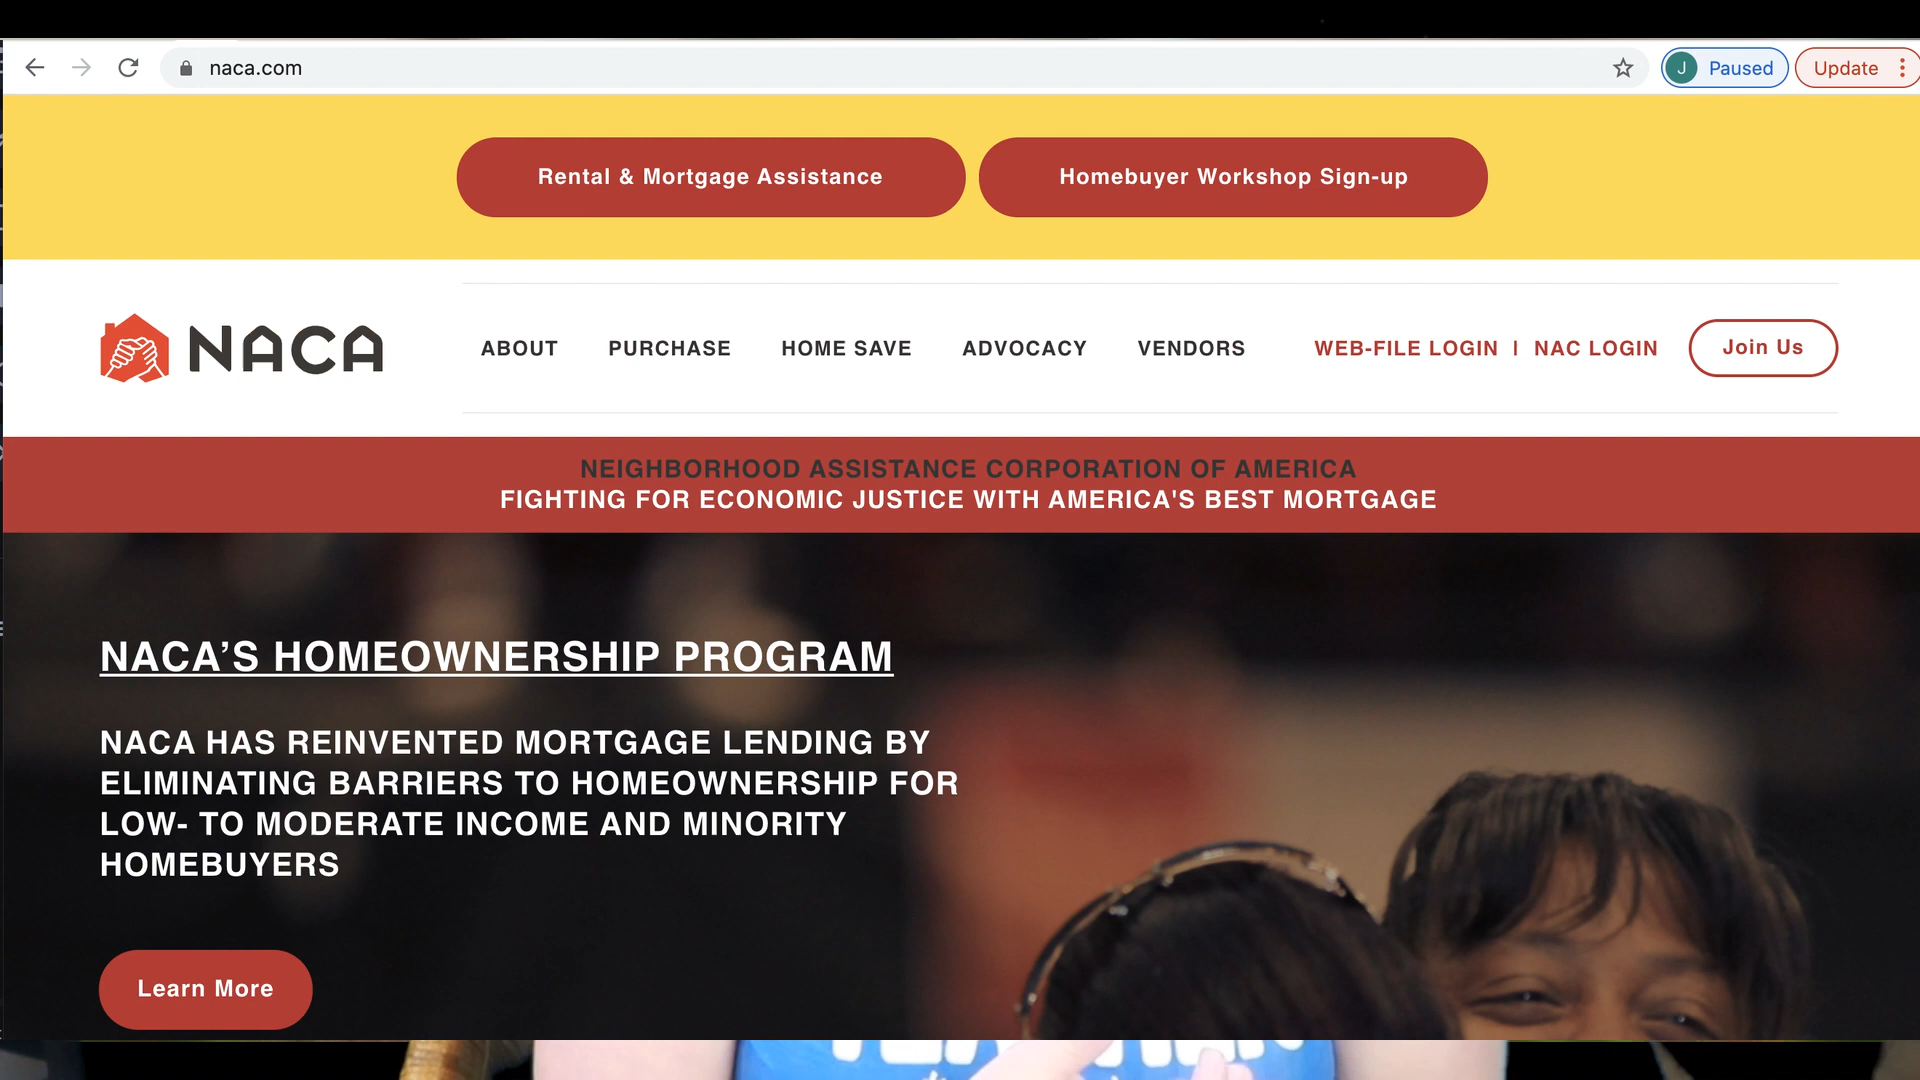 naca.com
J Paused Update
Rental & Mortgage Assistance Homebuyer Workshop Sign-up
NACA ABOUT PURCHASE HOME SAVE ADVOCACY VENDORS WEB-FILE LOGIN | NAC LOGIN Join Us
NEIGHBORHOOD ASSISTANCE CORPORATION OF AMERICA
FIGHTING FOR ECONOMIC JUSTICE WITH AMERICA'S BEST MORTGAGE
NACA’S HOMEOWNERSHIP PROGRAM
NACA HAS REINVENTED MORTGAGE LENDING BY
ELIMINATING BARRIERS TO HOMEOWNERSHIP FOR
LOW- TO MODERATE INCOME AND MINORITY
HOMEBUYERS
Learn More